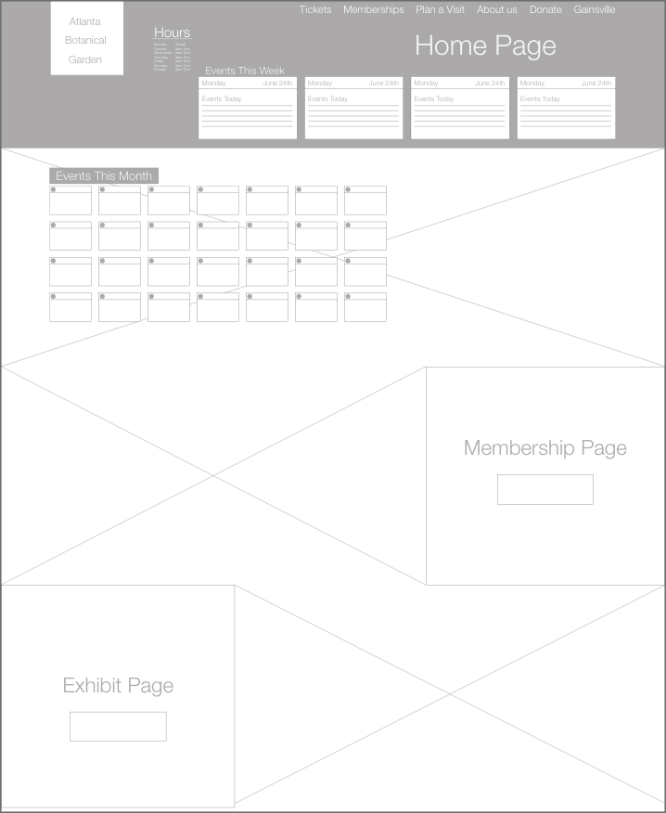 Tickets Memberships Plan a Visit About us Donate Gainsville
Atlanta
Botanical
Garden
Hours
Home Page
Events This Week
Monday June 24th
Events Today
Monday June 24th
Events Today
Monday June 24th
Events Today
Monday June 24th
Events Today
Events This Month
Membership Page
Exhibit Page